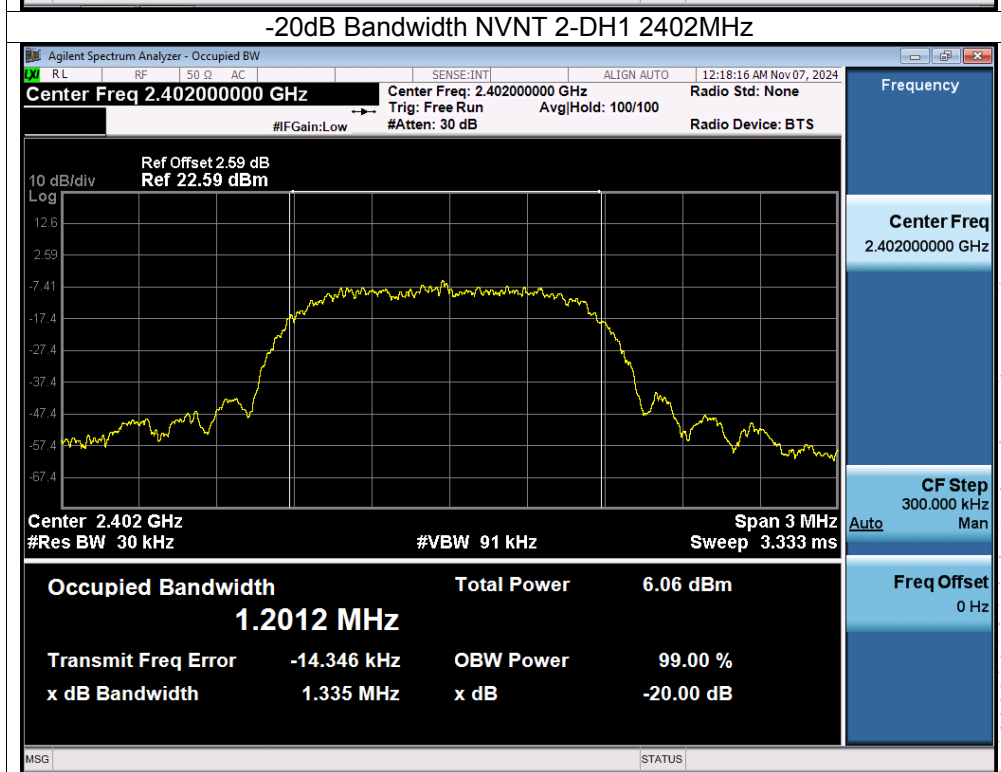 -20dB Bandwidth NVNT 2-DH1 2402MHz
Agilent Spectrum Analyzer - Occupied BW
LXI RL RF 50 Ω AC SENSE:INT ALIGN AUTO 12:18:16 AM Nov 07, 2024
Center Freq 2.402000000 GHz
Center Freq: 2.402000000 GHz
Radio Std: None
Trig: Free Run Avg|Hold: 100/100
#IFGain:Low
#Atten: 30 dB
Radio Device: BTS
Ref Offset 2.59 dB
10 dB/div Ref 22.59 dBm
Log
12.6
2.59
-7.41
-17.4
-27.4
-37.4
-47.4
-57.4
-67.4
Center 2.402 GHz Span 3 MHz
#Res BW 30 kHz #VBW 91 kHz Sweep 3.333 ms
Occupied Bandwidth Total Power 6.06 dBm
1.2012 MHz
Transmit Freq Error -14.346 kHz OBW Power 99.00 %
x dB Bandwidth 1.335 MHz x dB -20.00 dB
MSG STATUS
Frequency
Center Freq
2.402000000 GHz
CF Step
300.000 kHz
Auto Man
Freq Offset
0 Hz